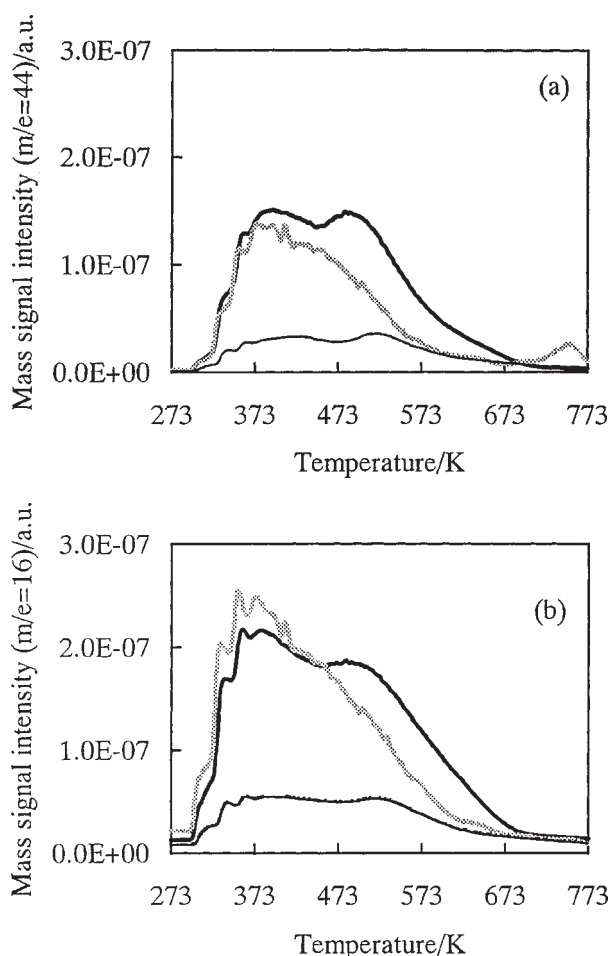 Mass signal intensity (m/e=44)/a.u.
3.0E-07
(a)
2.0E-07
1.0E-07
0.0E+00
273 373 473 573 673 773
Temperature/K
Mass signal intensity (m/e=16)/a.u.
3.0E-07
(b)
2.0E-07
1.0E-07
0.0E+00
273 373 473 573 673 773
Temperature/K